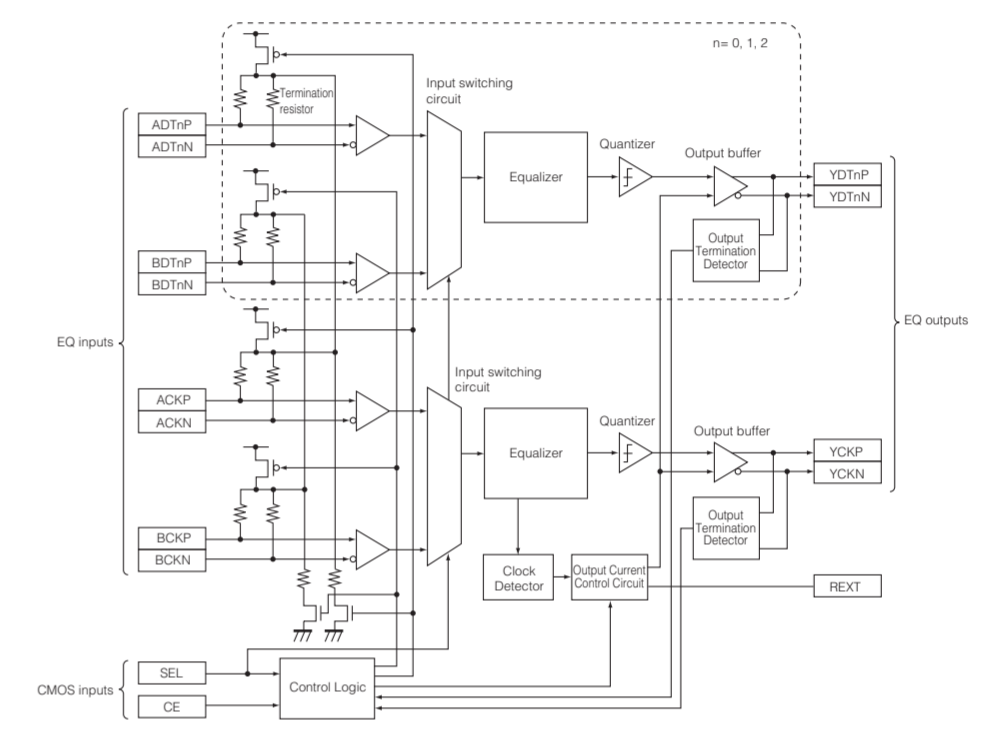 n= 0, 1, 2
Input switching
circuit
Termination
resistor
ADTnP
ADTnN
Equalizer
Quantizer
Output buffer
YDTnP
YDTnN
Output
Termination
Detector
BDTnP
BDTnN
EQ inputs
EQ outputs
Input switching
circuit
ACKP
ACKN
Equalizer
Quantizer
Output buffer
YCKP
YCKN
Output
Termination
Detector
BCKP
BCKN
Clock
Detector
Output Current
Control Circuit
REXT
CMOS inputs
SEL
CE
Control Logic